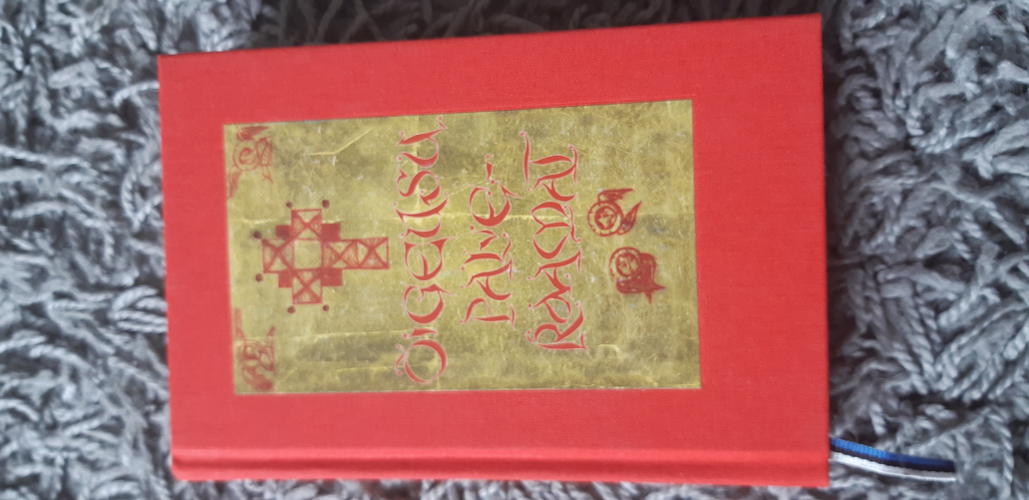 ÕIGEUSU
PALVE-
RAAMAT